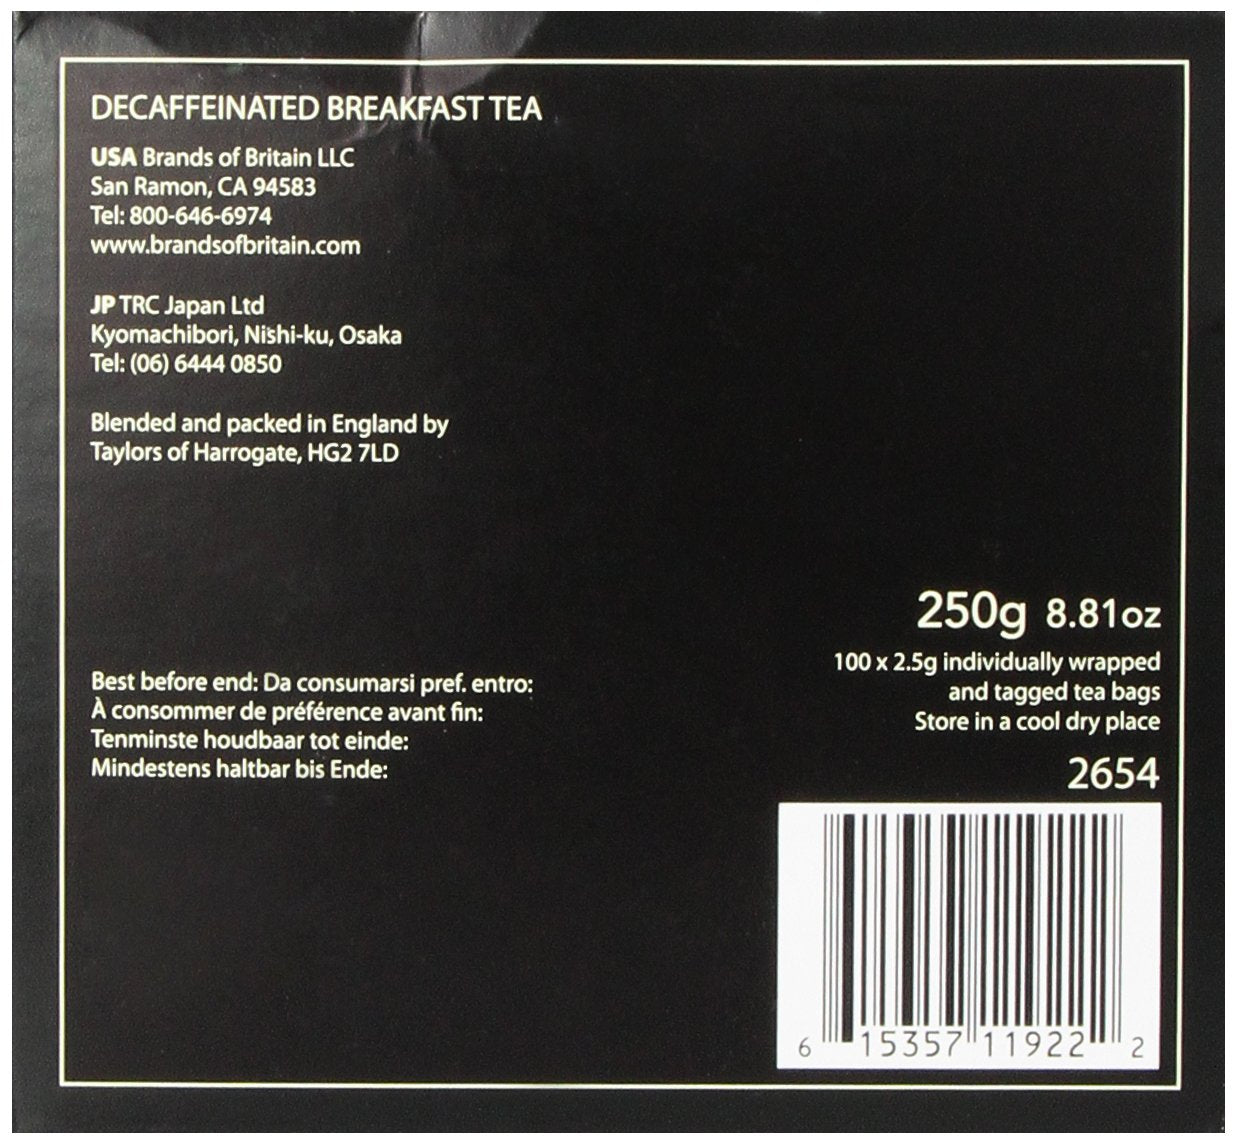 DECAFFEINATED BREAKFAST TEA
USA Brands of Britain LLC
San Ramon, CA 94583
Tel: 800-646-6974
www.brandsofbritain.com
JP TRC Japan Ltd
Kyomachibori, Nishi-ku, Osaka
Tel: (06) 6444 0850
Blended and packed in England by
Taylors of Harrogate, HG2 7LD
Best before end: Da consumarsi pref. entro:
À consommer de préférence avant fin:
Tenminste houdbaar tot einde:
Mindestens haltbar bis Ende:
250g 8.81oz
100 x 2.5g individually wrapped
and tagged tea bags
Store in a cool dry place
2654
6 15357 11922 2